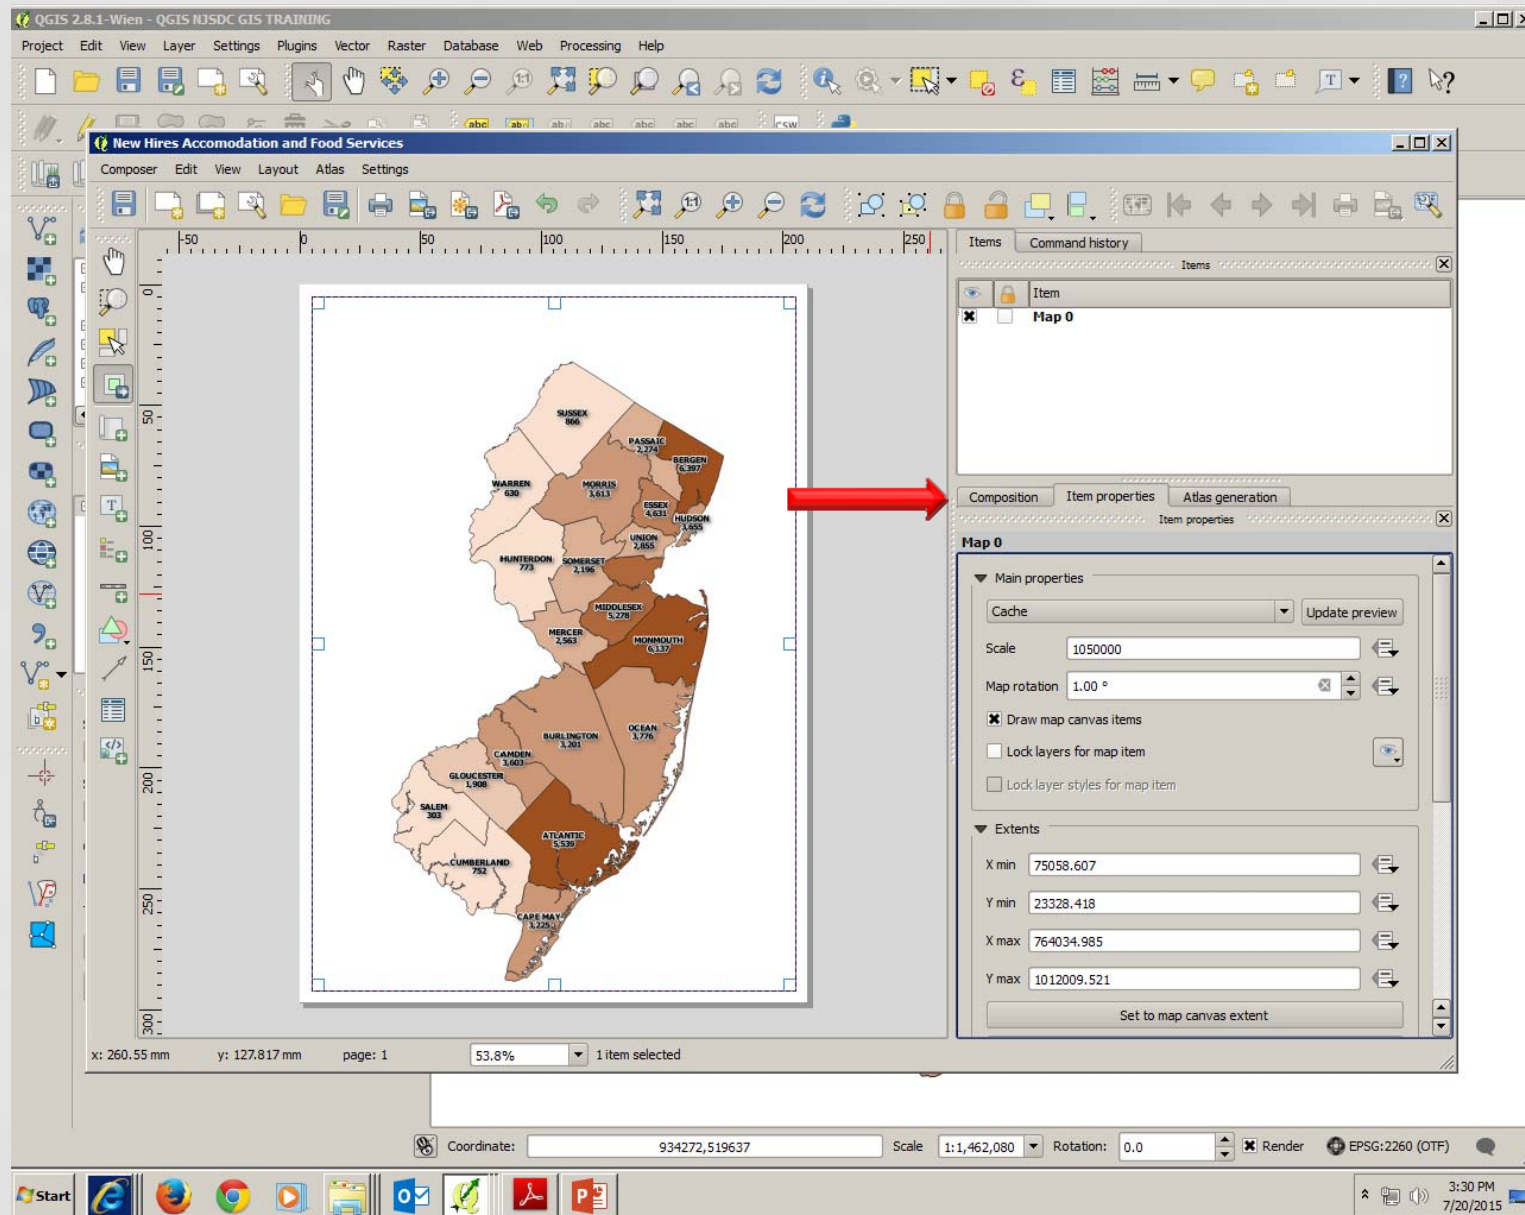 QGIS 2.8.1-Wien - QGIS NJSDC GIS TRAINING
Project Edit View Layer Settings Plugins Vector Raster Database Web Processing Help
New Hires Accomodation and Food Services
Composer Edit View Layout Atlas Settings
-50 0 50 100 150 200 250
0
50
100
150
200
250
300
SUSSEX
866
PASSAIC
2,274
BERGEN
6,397
WARREN
630
MORRIS
3,613
ESSEX
4,631
HUDSON
3,655
UNION
2,855
HUNTERDON
773
SOMERSET
2,196
MIDDLESEX
5,278
MERCER
2,563
MONMOUTH
6,137
OCEAN
3,776
BURLINGTON
3,201
CAMDEN
3,603
GLOUCESTER
1,908
SALEM
303
ATLANTIC
5,539
CUMBERLAND
752
CAPE MAY
3,225
Items Command history
Items
Item
Map 0
Composition Item properties Atlas generation
Item properties
Map 0
Main properties
Cache Update preview
Scale 1050000
Map rotation 1.00 °
Draw map canvas items
Lock layers for map item
Lock layer styles for map item
Extents
X min 75058.607
Y min 23328.418
X max 764034.985
Y max 1012009.521
Set to map canvas extent
x: 260.55 mm y: 127.817 mm page: 1 53.8% 1 item selected
Coordinate: 934272,519637 Scale 1:1,462,080 Rotation: 0.0 Render EPSG:2260 (OTF)
Start
3:30 PM
7/20/2015